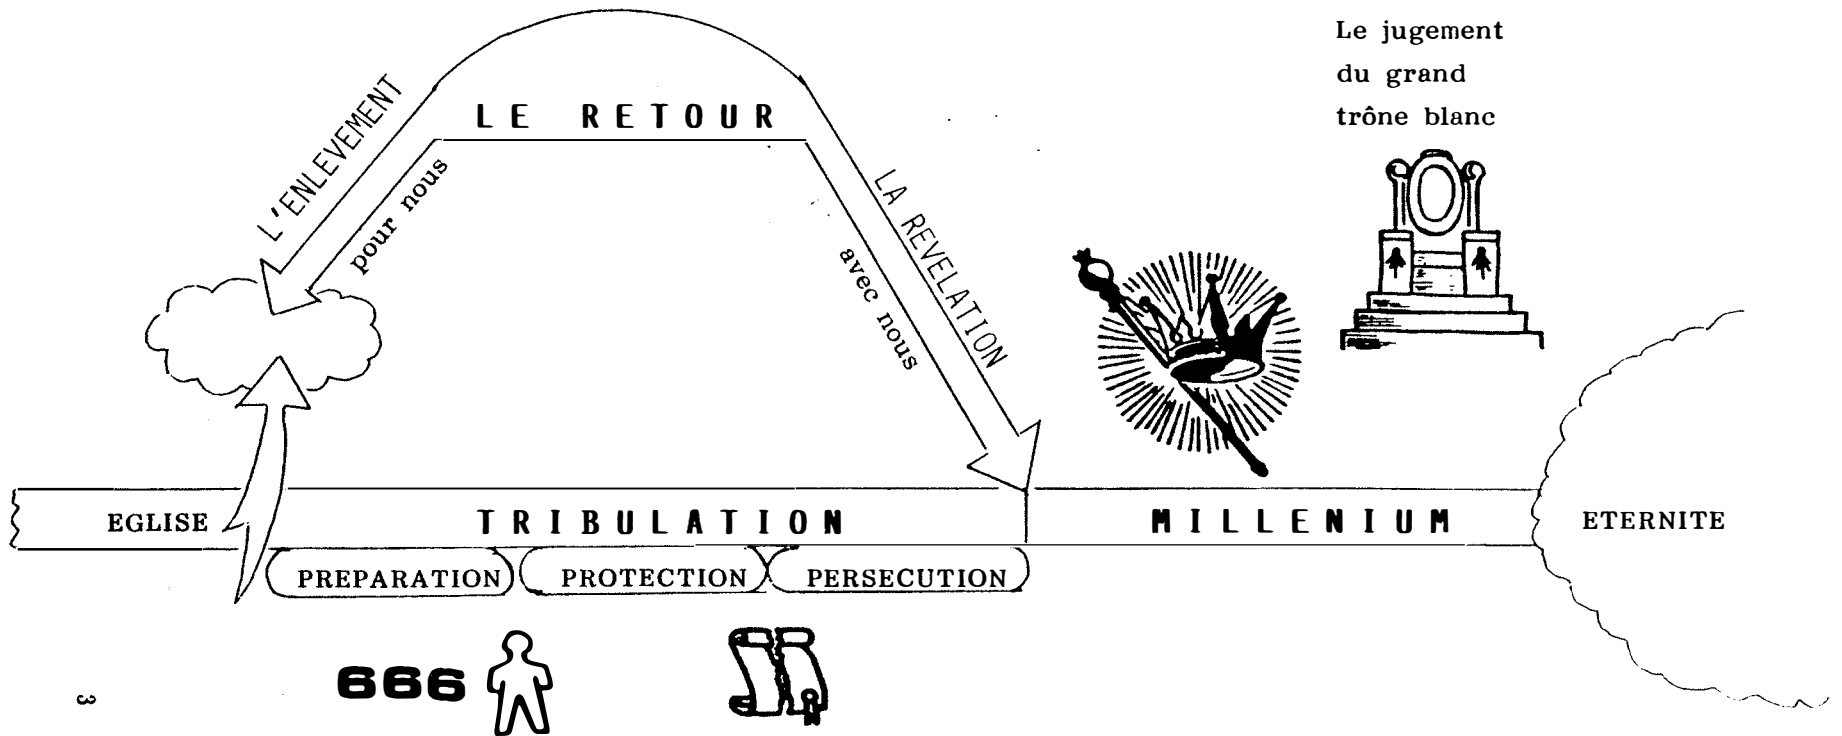 Le jugement
du grand
trône blanc
LE RETOUR
L'ENLEVEMENT
pour nous
LA REVELATION
avec nous
EGLISE
TRIBULATION
MILLENIUM
ETERNITE
PREPARATION
PROTECTION
PERSECUTION
666
3